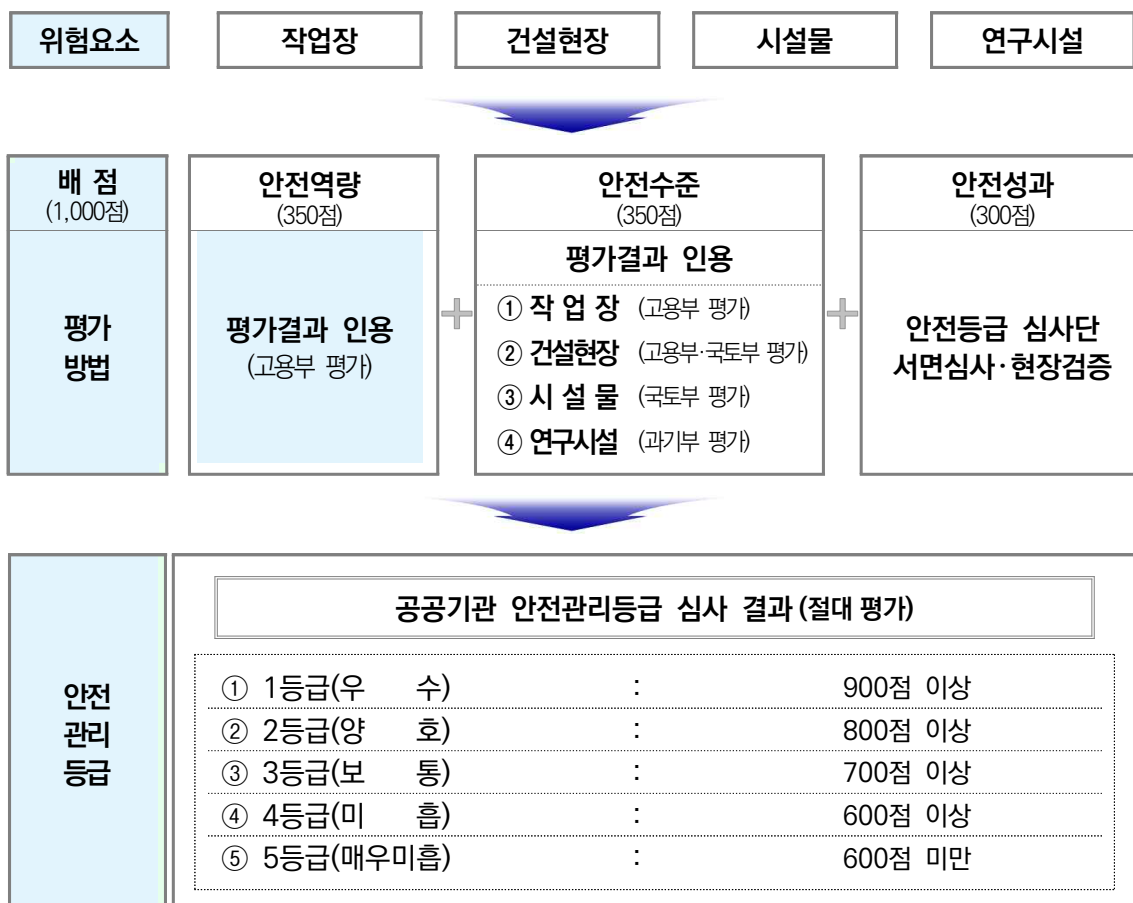 위험요소 작업장 건설현장 시설물 연구시설
배 점 안전역량 안전수준 안전성과
(1,000점) (350점) (350점) (300점)
평가
방법
평가결과 인용
(고용부 평가)
평가결과 인용
① 작 업 장 (고용부 평가)
② 건설현장 (고용부·국토부 평가)
③ 시 설 물 (국토부 평가)
④ 연구시설 (과기부 평가)
안전등급 심사단
서면심사·현장검증
안전
관리
등급
공공기관 안전관리등급 심사 결과 (절대 평가)
① 1등급(우 수) : 900점 이상
② 2등급(양 호) : 800점 이상
③ 3등급(보 통) : 700점 이상
④ 4등급(미 흡) : 600점 이상
⑤ 5등급(매우미흡) : 600점 미만